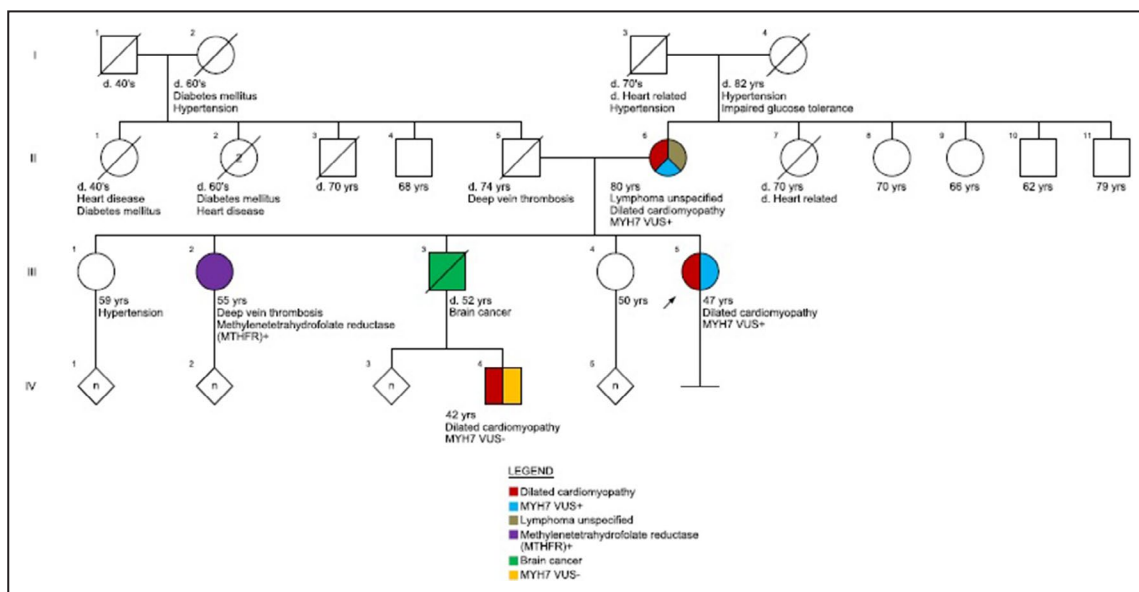 I
1
2
3
4
d. 40's
d. 60's
Diabetes mellitus
Hypertension
d. 70's
d. Heart related
Hypertension
d. 82 yrs
Hypertension
Impaired glucose tolerance
II
1
2
3
4
5
6
7
8
9
10
11
2
d. 40's
Heart disease
Diabetes mellitus
d. 60's
Diabetes mellitus
Heart disease
d. 70 yrs
68 yrs
d. 74 yrs
Deep vein thrombosis
80 yrs
Lymphoma unspecified
Dilated cardiomyopathy
MYH7 VUS+
d. 70 yrs
d. Heart related
70 yrs
66 yrs
62 yrs
79 yrs
III
1
2
3
4
5
59 yrs
Hypertension
55 yrs
Deep vein thrombosis
Methylenetetrahydrofolate reductase
(MTHFR)+
d. 52 yrs
Brain cancer
50 yrs
47 yrs
Dilated cardiomyopathy
MYH7 VUS+
IV
1
2
3
4
5
n
n
n
n
42 yrs
Dilated cardiomyopathy
MYH7 VUS-
LEGEND
Dilated cardiomyopathy
MYH7 VUS+
Lymphoma unspecified
Methylenetetrahydrofolate reductase
(MTHFR)+
Brain cancer
MYH7 VUS-